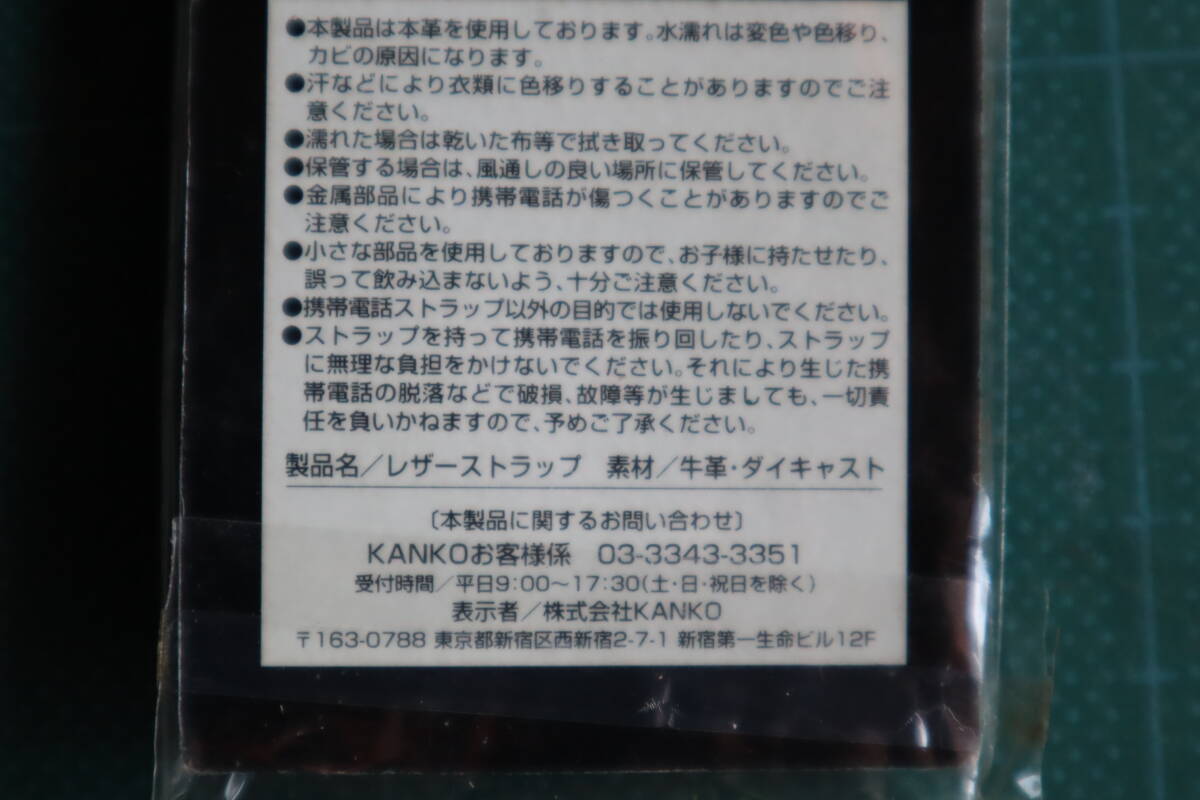 ●本製品は本革を使用しております。水濡れは変色や色移り、
カビの原因になります。
●汗などにより衣類に色移りすることがありますのでご注
意ください。
●濡れた場合は乾いた布等で拭き取ってください。
●保管する場合は、風通しの良い場所に保管してください。
●金属部品により携帯電話が傷つくことがありますのでご
注意ください。
●小さな部品を使用しておりますので、お子様に持たせたり、
誤って飲み込まないよう、十分ご注意ください。
●携帯電話ストラップ以外の目的では使用しないでください。
●ストラップを持って携帯電話を振り回したり、ストラップ
に無理な負担をかけないでください。それにより生じた携
帯電話の脱落などで破損、故障等が生じましても、一切責
任を負いかねますので、予めご了承ください。
製品名／レザーストラップ 素材／牛革・ダイキャスト
〔本製品に関するお問い合わせ〕
KANKOお客様係 03-3343-3351
受付時間／平日9:00〜17:30(土・日・祝日を除く)
表示者／株式会社KANKO
〒163-0788 東京都新宿区西新宿2-7-1 新宿第一生命ビル12F